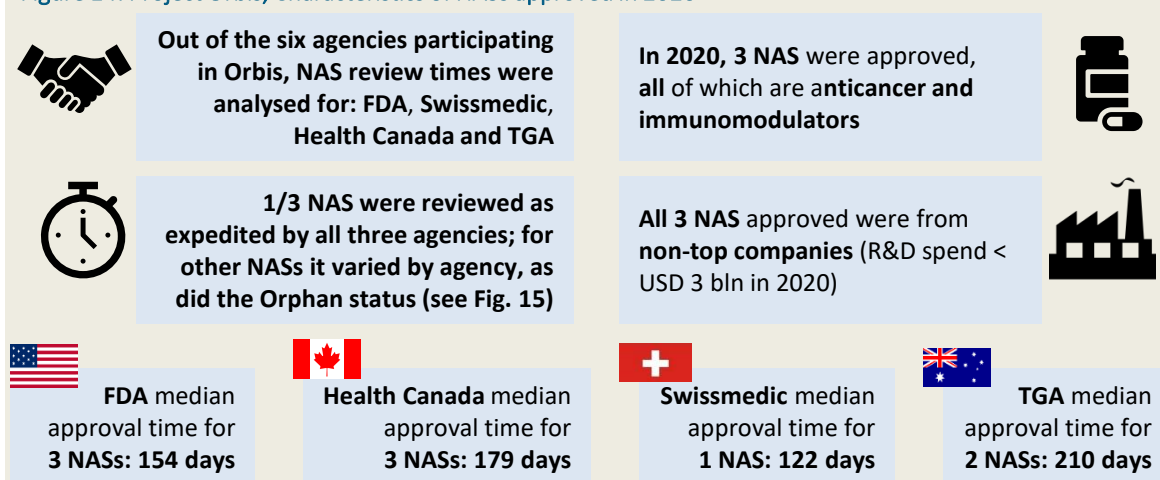 Out of the six agencies participating
in Orbis, NAS review times were
analysed for: FDA, Swissmedic,
Health Canada and TGA
In 2020, 3 NAS were approved,
all of which are anticancer and
immunomodulators
1/3 NAS were reviewed as
expedited by all three agencies; for
other NASs it varied by agency, as
did the Orphan status (see Fig. 15)
All 3 NAS approved were from
non-top companies (R&D spend <
USD 3 bln in 2020)
FDA median
approval time for
3 NASs: 154 days
Health Canada median
approval time for
3 NASs: 179 days
Swissmedic median
approval time for
1 NAS: 122 days
TGA median
approval time for
2 NASs: 210 days